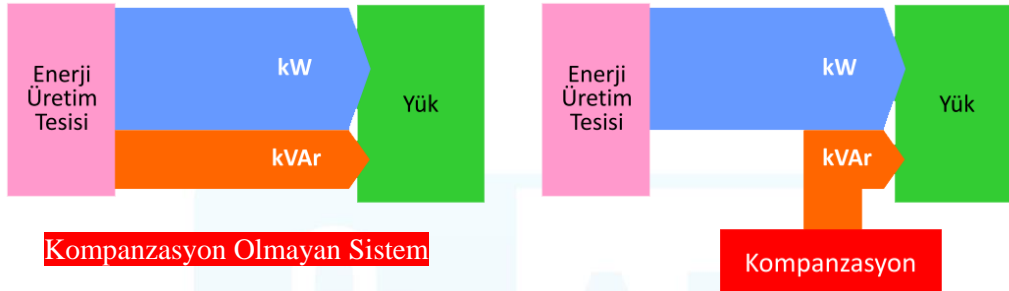 Enerji
Üretim
Tesisi
kW
kVAr
Yük
Kompanzasyon Olmayan Sistem
Enerji
Üretim
Tesisi
kW
kVAr
Yük
Kompanzasyon